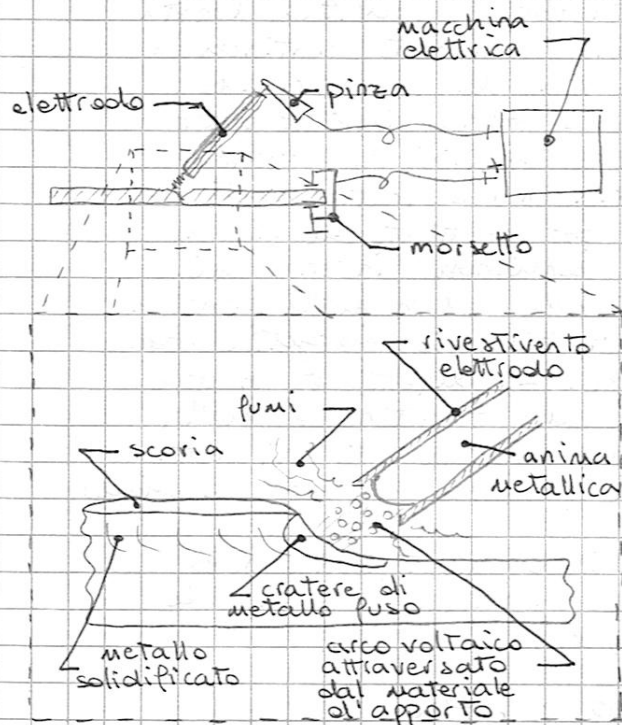 macchina
elettrica
elettrodo
pinza
+
morsetto
rivestivento
elettrodo
fumi
scoria
anima
metallica
cratere di
metallo fuso
metallo
solidificato
arco voltaico
attraversato
dal materiale
d'apporto